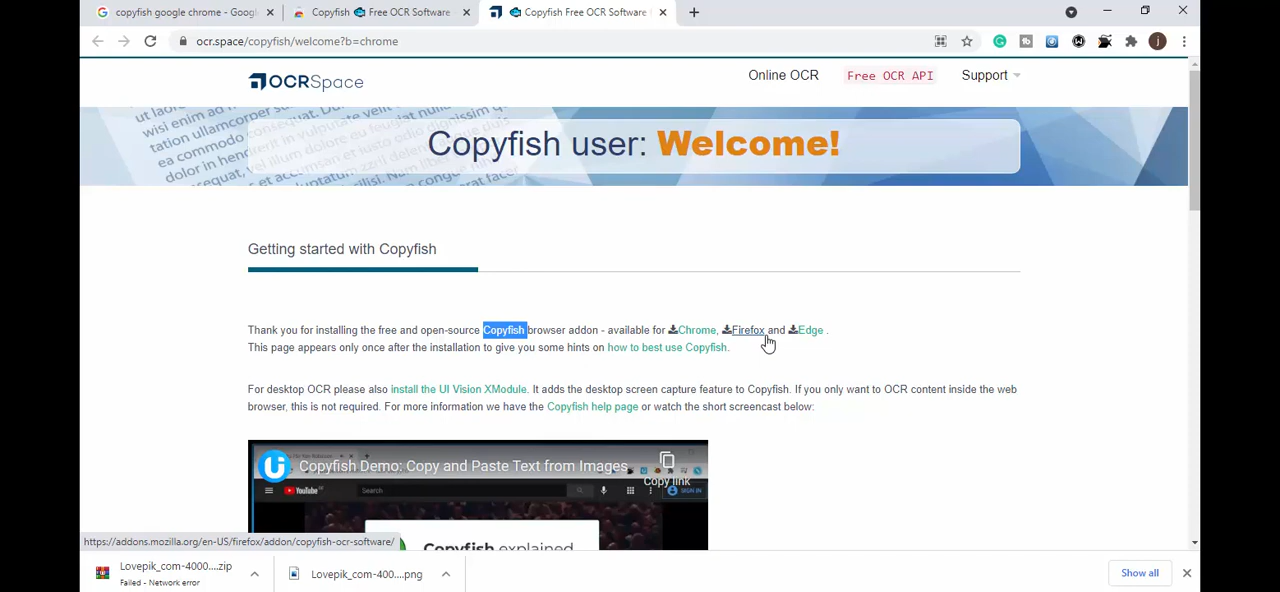 copyfish google chrome - Googl
Copyfish Free OCR Software
Copyfish Free OCR Software
ocr.space/copyfish/welcome?b=chrome
OCRSpace
Online OCR
Free OCR API
Support
Copyfish user: Welcome!
Getting started with Copyfish
Thank you for installing the free and open-source Copyfish browser addon - available for Chrome, Firefox and Edge .
This page appears only once after the installation to give you some hints on how to best use Copyfish.
For desktop OCR please also install the UI Vision XModule. It adds the desktop screen capture feature to Copyfish. If you only want to OCR content inside the web
browser, this is not required. For more information we have the Copyfish help page or watch the short screencast below:
Copyfish Demo: Copy and Paste Text from Images
Copy link
YouTube
Search
SIGN IN
Copyfish explained
https://addons.mozilla.org/en-US/firefox/addon/copyfish-ocr-software/
Lovepik_com-4000....zip
Failed - Network error
Lovepik_com-400....png
Show all